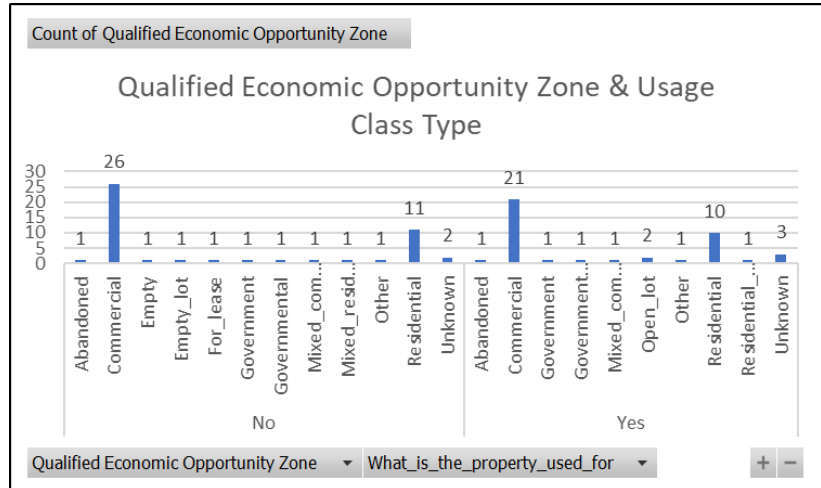 Count of Qualified Economic Opportunity Zone
Qualified Economic Opportunity Zone & Usage
Class Type
30
25
20
15
10
5
0
1
26
1
1
1
1
1
1
1
1
11
2
1
21
1
1
1
2
1
10
1
3
Abandoned
Commercial
Empty
Empty_lot
For_lease
Government
Governmental
Mixed_com...
Mixed_resid...
Other
Residential
Unknown
Abandoned
Commercial
Government
Government...
Mixed_com...
Open_lot
Other
Residential
Residential_...
Unknown
No
Yes
Qualified Economic Opportunity Zone
What_is_the_property_used_for
+ −